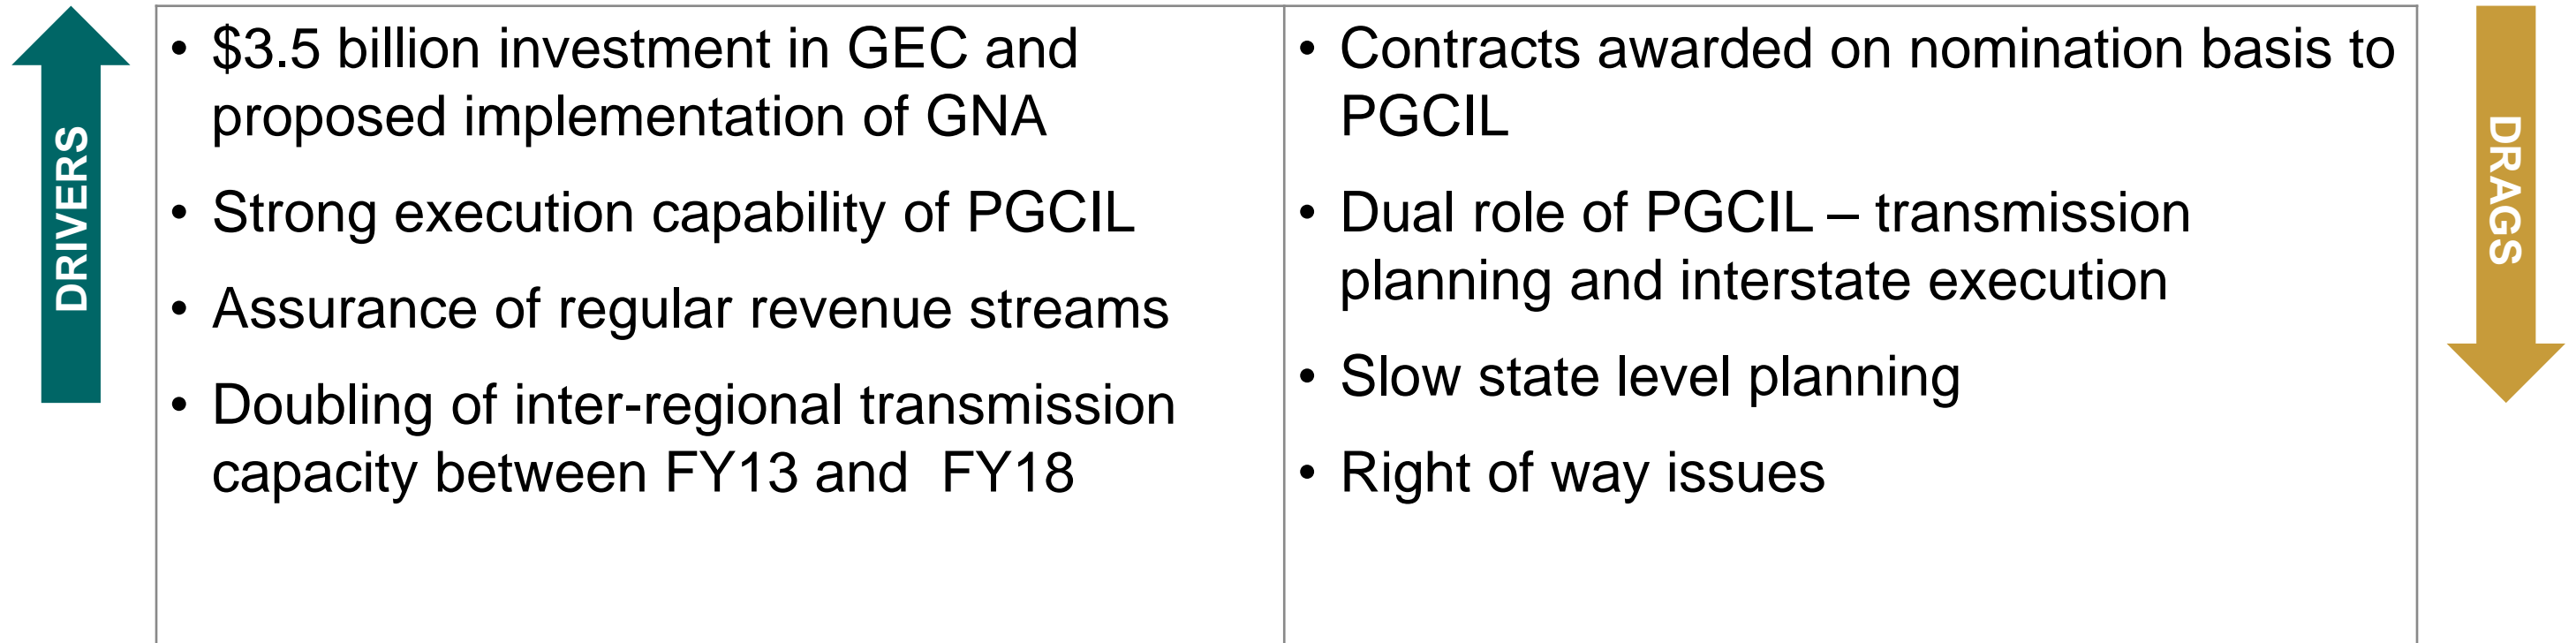 DRIVERS
• $3.5 billion investment in GEC and
proposed implementation of GNA
• Strong execution capability of PGCIL
• Assurance of regular revenue streams
• Doubling of inter-regional transmission
capacity between FY13 and  FY18
• Contracts awarded on nomination basis to
PGCIL
• Dual role of PGCIL – transmission
planning and interstate execution
• Slow state level planning
• Right of way issues
DRAGS